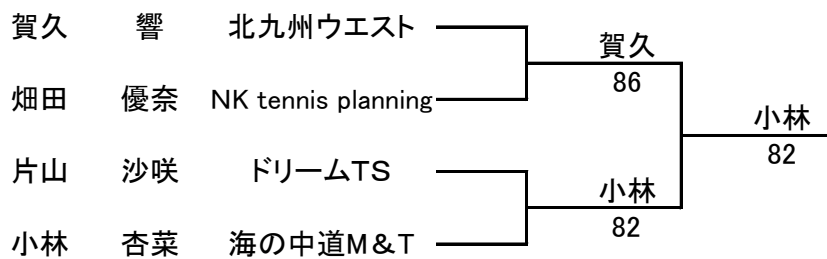 賀久 響 北九州ウエスト
賀久
86
畑田 優奈 NK tennis planning
小林
82
片山 沙咲 ドリームTS
小林
82
小林 杏菜 海の中道M&T